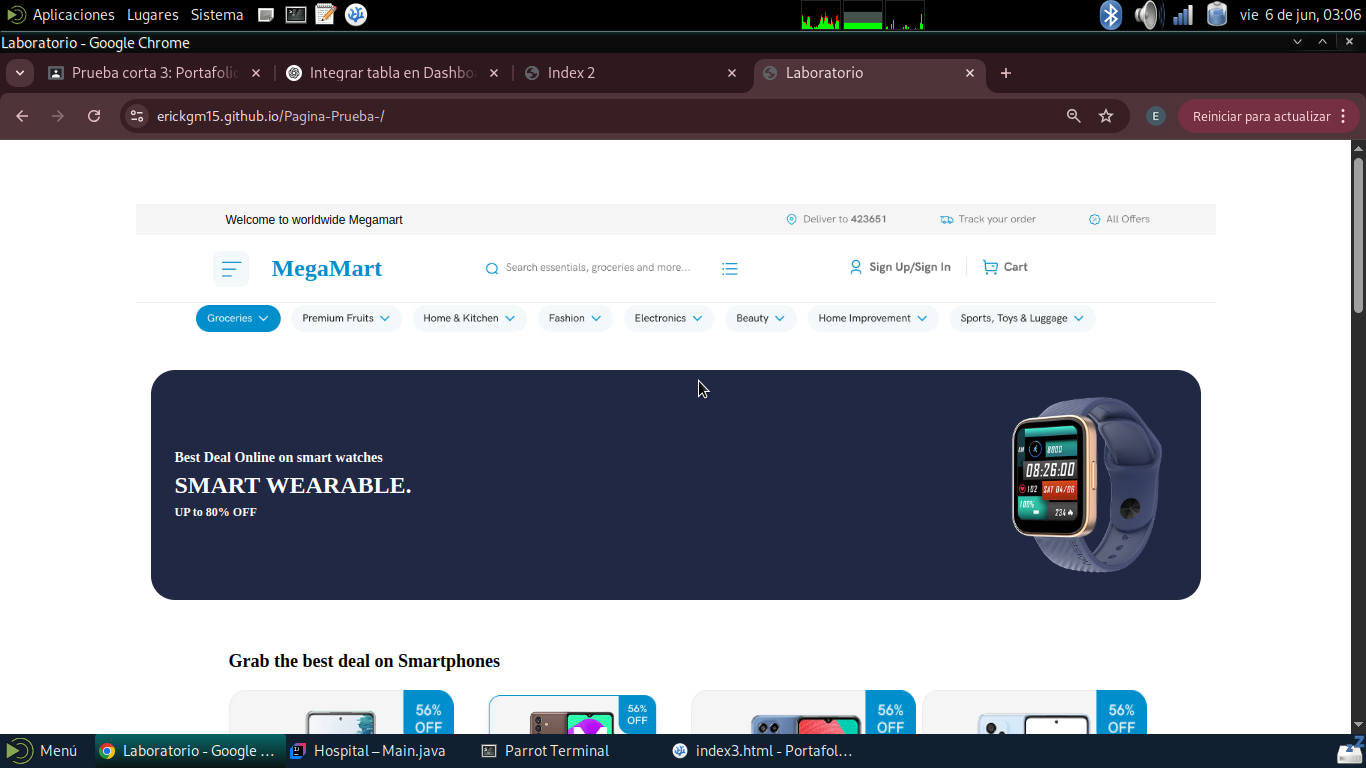 Aplicaciones Lugares Sistema vie 6 de jun, 03:06
Laboratorio - Google Chrome
Prueba corta 3: Portafolio Integrar tabla en Dashbo Index 2 Laboratorio
erickgm15.github.io/Pagina-Prueba-/ E Reiniciar para actualizar
Welcome to worldwide Megamart Deliver to 423651 Track your order All Offers
MegaMart Search essentials, groceries and more... Sign Up/Sign In Cart
Groceries Premium Fruits Home & Kitchen Fashion Electronics Beauty Home Improvement Sports, Toys & Luggage
Best Deal Online on smart watches
SMART WEARABLE.
UP to 80% OFF
AM 8800
08:26:00
102 SAT 04/06
100%
234
Grab the best deal on Smartphones
56% 56% 56% 56%
OFF OFF OFF OFF
Menú Laboratorio - Google ... Hospital – Main.java Parrot Terminal index3.html - Portafol...